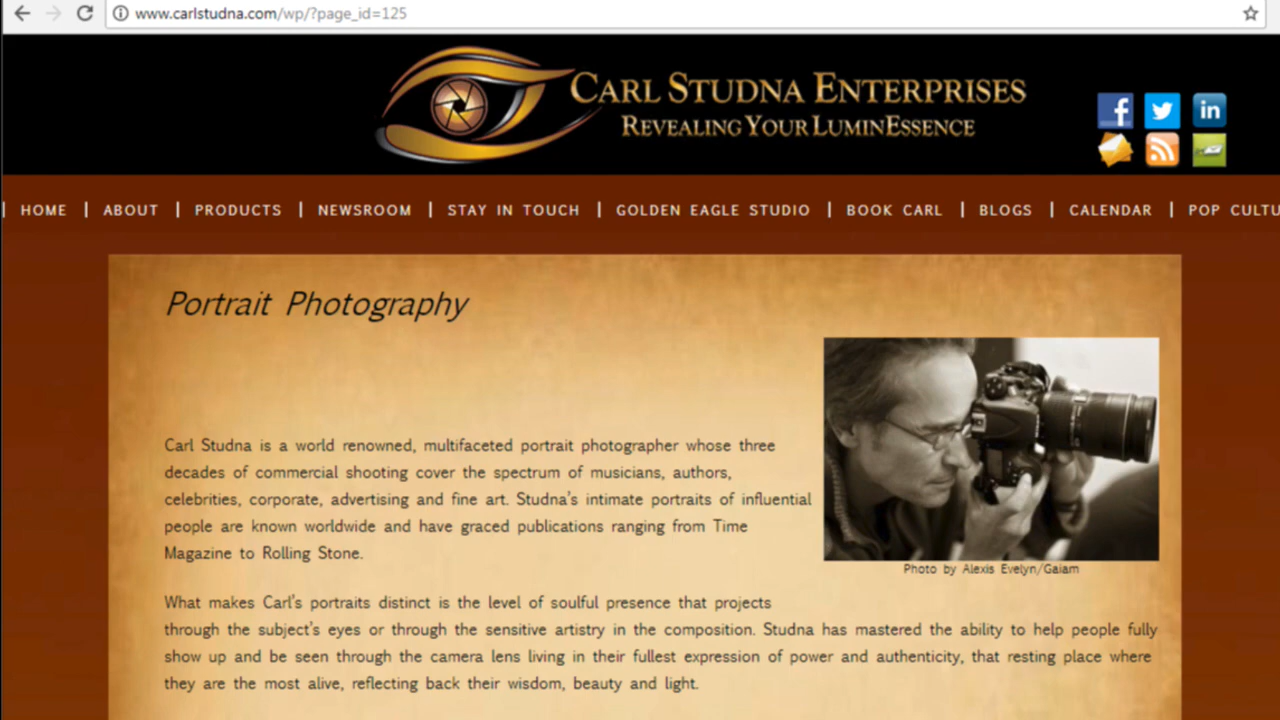 www.carlstudna.com/wp/?page_id=125
CARL STUDNA ENTERPRISES
REVEALING YOUR LUMINESSENCE
f in
HOME | ABOUT | PRODUCTS | NEWSROOM | STAY IN TOUCH | GOLDEN EAGLE STUDIO | BOOK CARL | BLOGS | CALENDAR | POP CULTU
Portrait Photography
Carl Studna is a world renowned, multifaceted portrait photographer whose three
decades of commercial shooting cover the spectrum of musicians, authors,
celebrities, corporate, advertising and fine art. Studna's intimate portraits of influential
people are known worldwide and have graced publications ranging from Time
Magazine to Rolling Stone.
Photo by Alexis Evelyn/Gaiam
What makes Carl's portraits distinct is the level of soulful presence that projects
through the subject's eyes or through the sensitive artistry in the composition. Studna has mastered the ability to help people fully
show up and be seen through the camera lens living in their fullest expression of power and authenticity, that resting place where
they are the most alive, reflecting back their wisdom, beauty and light.